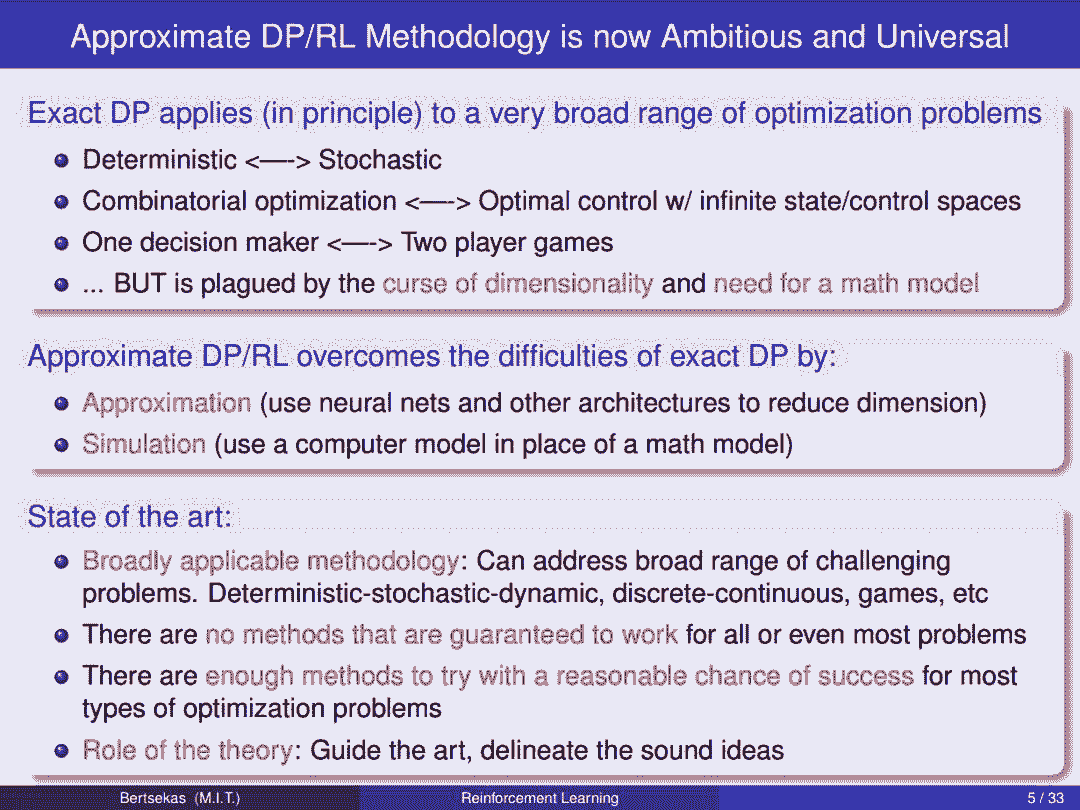 Approximate DP/RL Methodology is now Ambitious and Universal
Exact DP applies (in principle) to a very broad range of optimization problems
Deterministic <—-> Stochastic
Combinatorial optimization <—-> Optimal control w/ infinite state/control spaces
One decision maker <—-> Two player games
... BUT is plagued by the curse of dimensionality and need for a math model
Approximate DP/RL overcomes the difficulties of exact DP by:
Approximation (use neural nets and other architectures to reduce dimension)
Simulation (use a computer model in place of a math model)
State of the art:
Broadly applicable methodology: Can address broad range of challenging
problems. Deterministic-stochastic-dynamic, discrete-continuous, games, etc
There are no methods that are guaranteed to work for all or even most problems
There are enough methods to try with a reasonable chance of success for most
types of optimization problems
Role of the theory: Guide the art, delineate the sound ideas
Bertsekas (M.I.T.) Reinforcement Learning 5 / 33